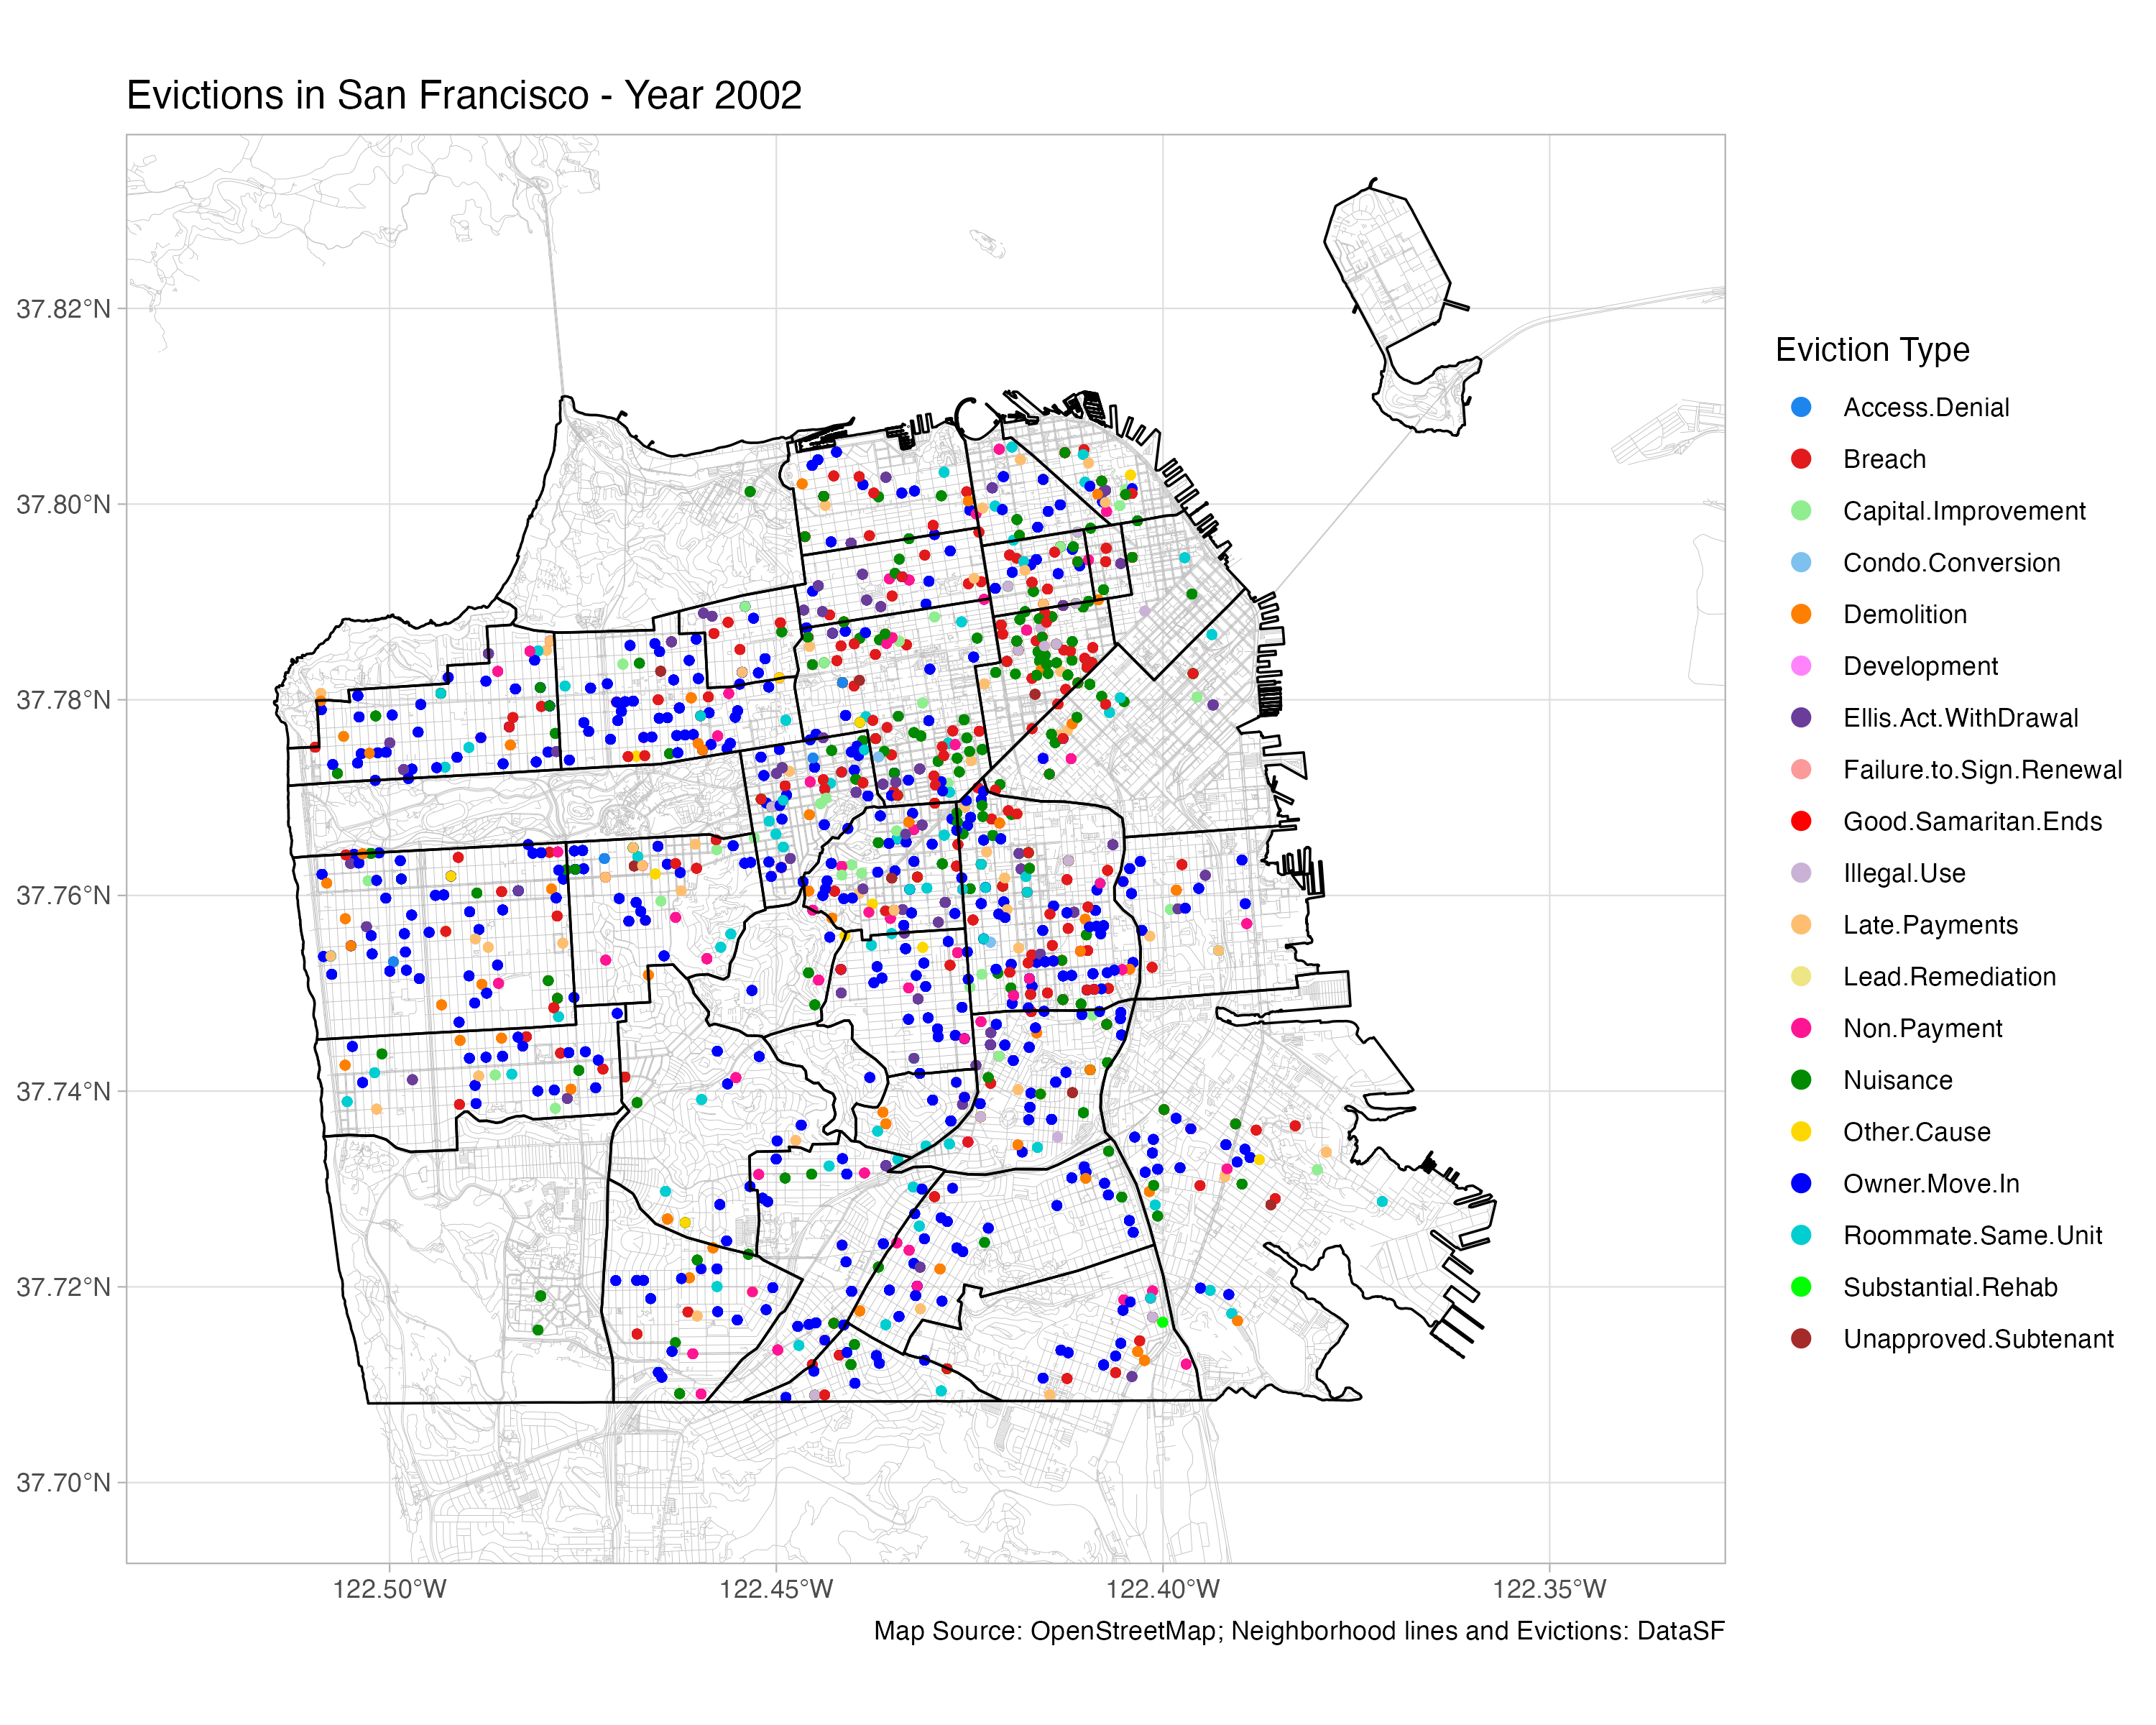 Evictions in San Francisco - Year 2002
37.82°N
37.80°N
37.78°N
37.76°N
37.74°N
37.72°N
37.70°N
122.50°W
122.45°W
122.40°W
122.35°W
Map Source: OpenStreetMap; Neighborhood lines and Evictions: DataSF
Eviction Type
Access.Denial
Breach
Capital.Improvement
Condo.Conversion
Demolition
Development
Ellis.Act.WithDrawal
Failure.to.Sign.Renewal
Good.Samaritan.Ends
Illegal.Use
Late.Payments
Lead.Remediation
Non.Payment
Nuisance
Other.Cause
Owner.Move.In
Roommate.Same.Unit
Substantial.Rehab
Unapproved.Subtenant